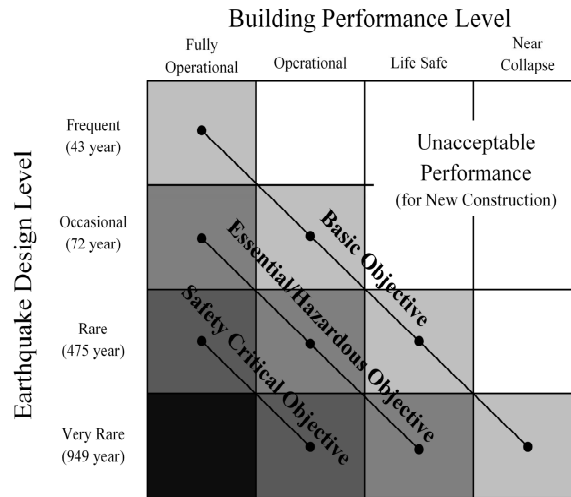 Building Performance Level
Fully
Operational
Operational
Life Safe
Near
Collapse
Earthquake Design Level
Frequent
(43 year)
Occasional
(72 year)
Rare
(475 year)
Very Rare
(949 year)
Unacceptable
Performance
(for New Construction)
Basic Objective
Essential/Hazardous Objective
Safety Critical Objective